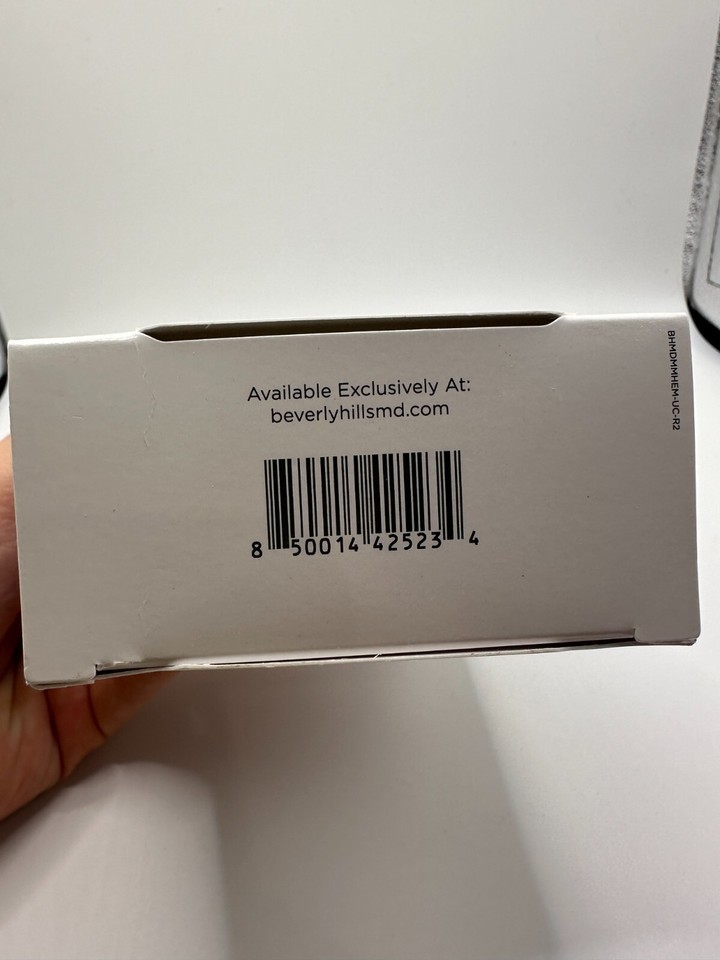 Available Exclusively At:
beverlyhillsmd.com
8 50014 42523 4
BHMDMMHEM-UC-R2